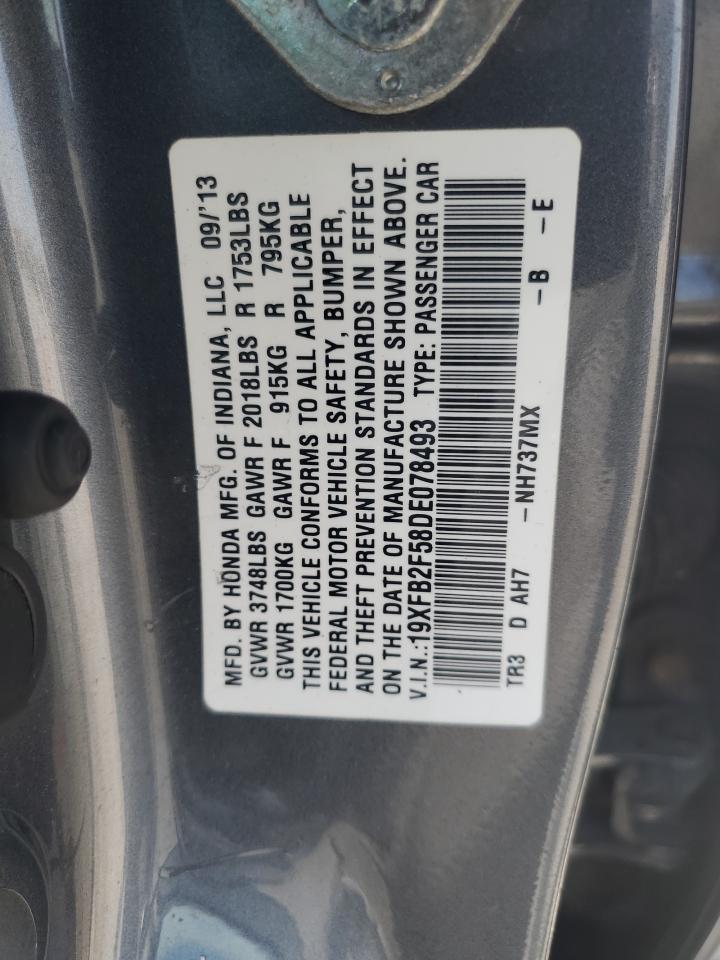 MFD. BY HONDA MFG. OF INDIANA, LLC 09/'13
GVWR 3748LBS GAWR F 2018LBS R 1753LBS
GVWR 1700KG GAWR F 915KG R 795KG
THIS VEHICLE CONFORMS TO ALL APPLICABLE
FEDERAL MOTOR VEHICLE SAFETY, BUMPER,
AND THEFT PREVENTION STANDARDS IN EFFECT
ON THE DATE OF MANUFACTURE SHOWN ABOVE.
V.I.N.:19XFB2F58DE078493 TYPE: PASSENGER CAR
TR3 D AH7 -NH737MX -B -E